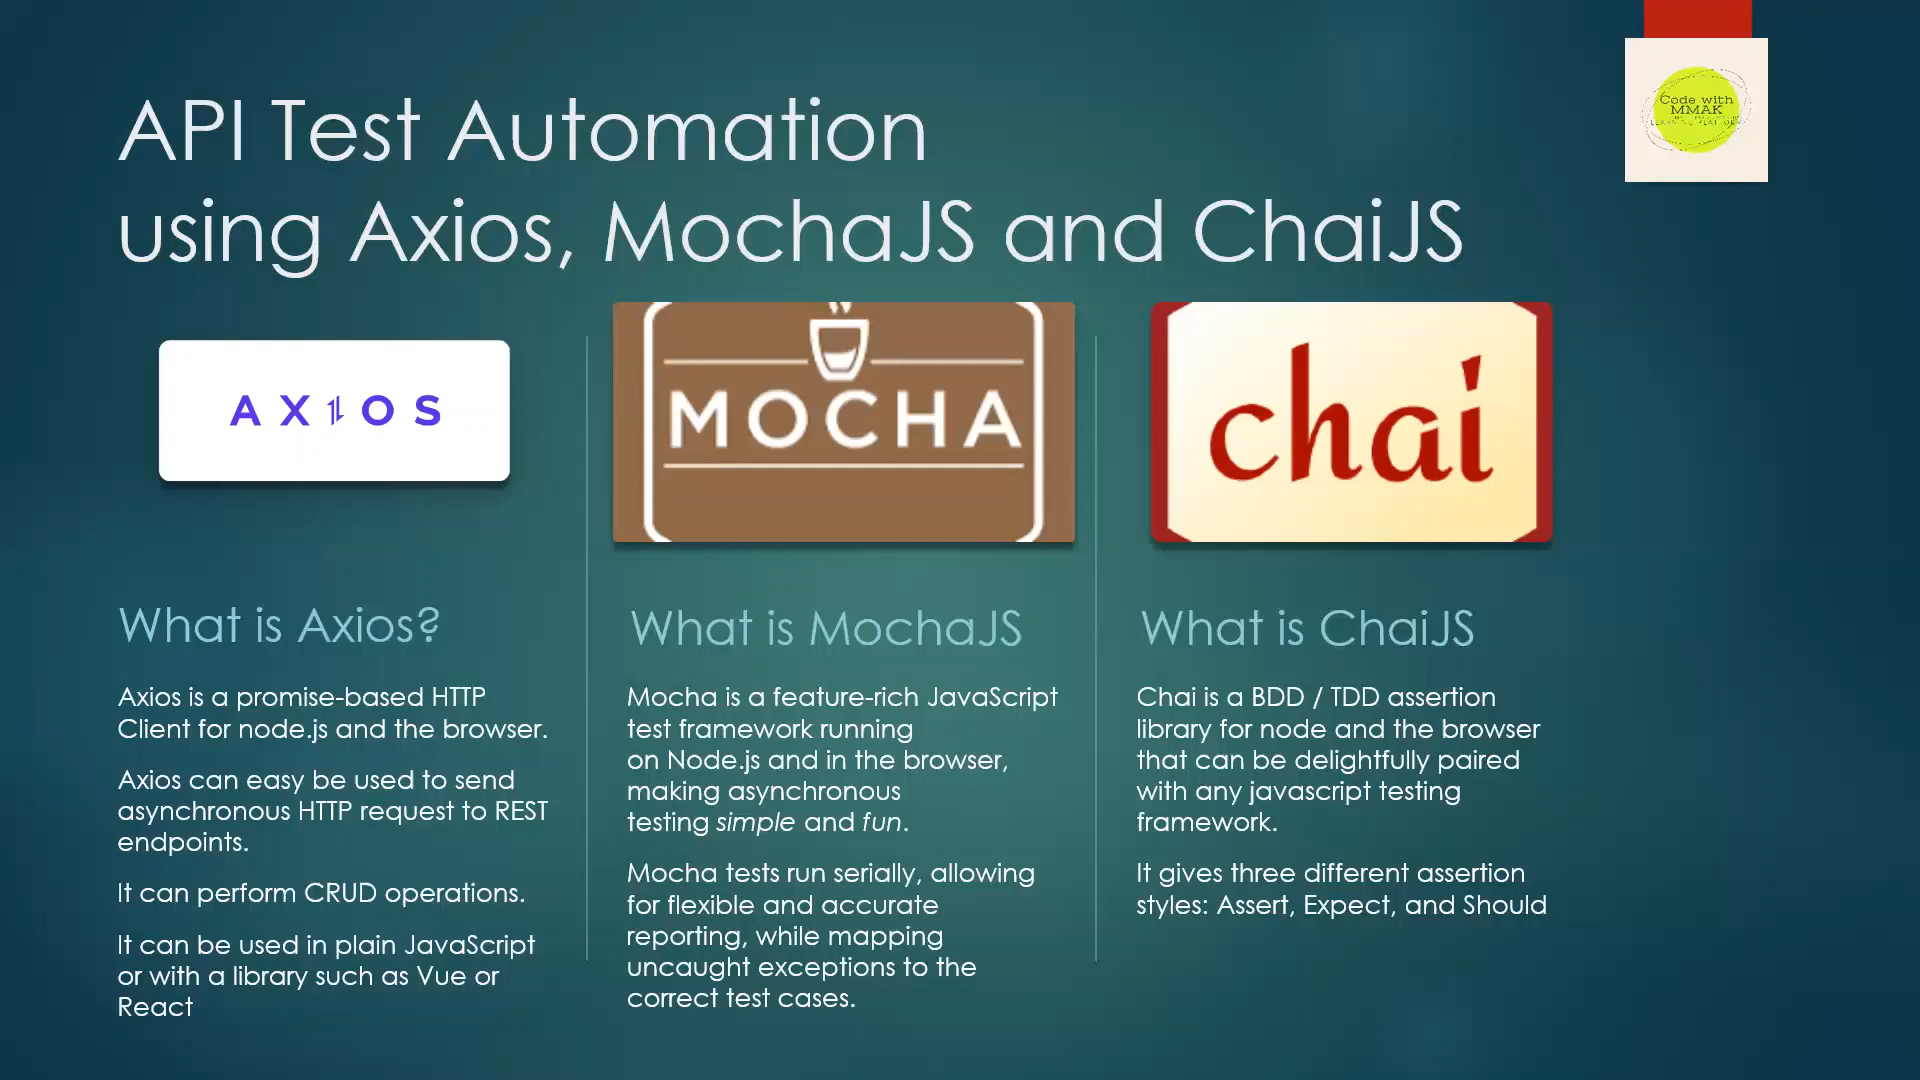 API Test Automation
using Axios, MochaJS and ChaiJS
Code with
MMAK
LEARNING PLATFORM
AXIOS
MOCHA
chai
What is Axios?
Axios is a promise-based HTTP
Client for node.js and the browser.
Axios can easy be used to send
asynchronous HTTP request to REST
endpoints.
It can perform CRUD operations.
It can be used in plain JavaScript
or with a library such as Vue or
React
What is MochaJS
Mocha is a feature-rich JavaScript
test framework running
on Node.js and in the browser,
making asynchronous
testing simple and fun.
Mocha tests run serially, allowing
for flexible and accurate
reporting, while mapping
uncaught exceptions to the
correct test cases.
What is ChaiJS
Chai is a BDD / TDD assertion
library for node and the browser
that can be delightfully paired
with any javascript testing
framework.
It gives three different assertion
styles: Assert, Expect, and Should